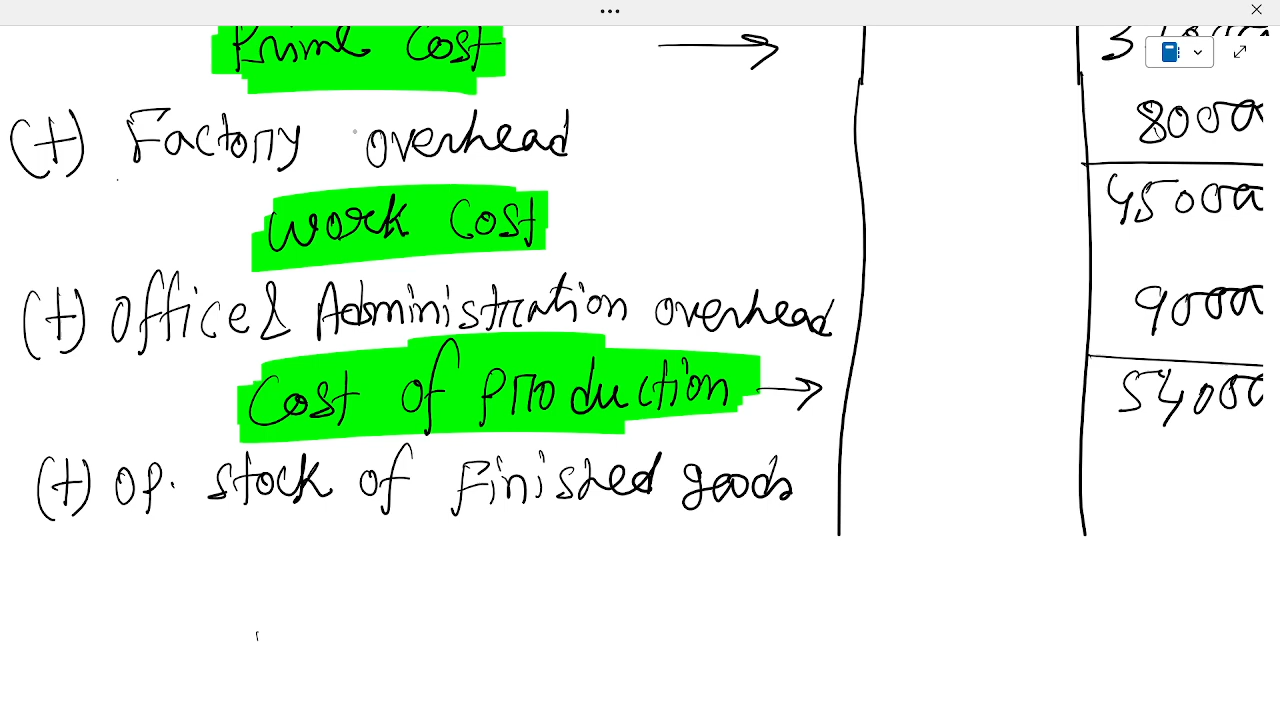 Prime Cost
(+) Factory overhead 8000
Work Cost 45000
(+) Office & Administration overhead 9000
Cost of Production 54000
(+) Op. stock of Finished goods